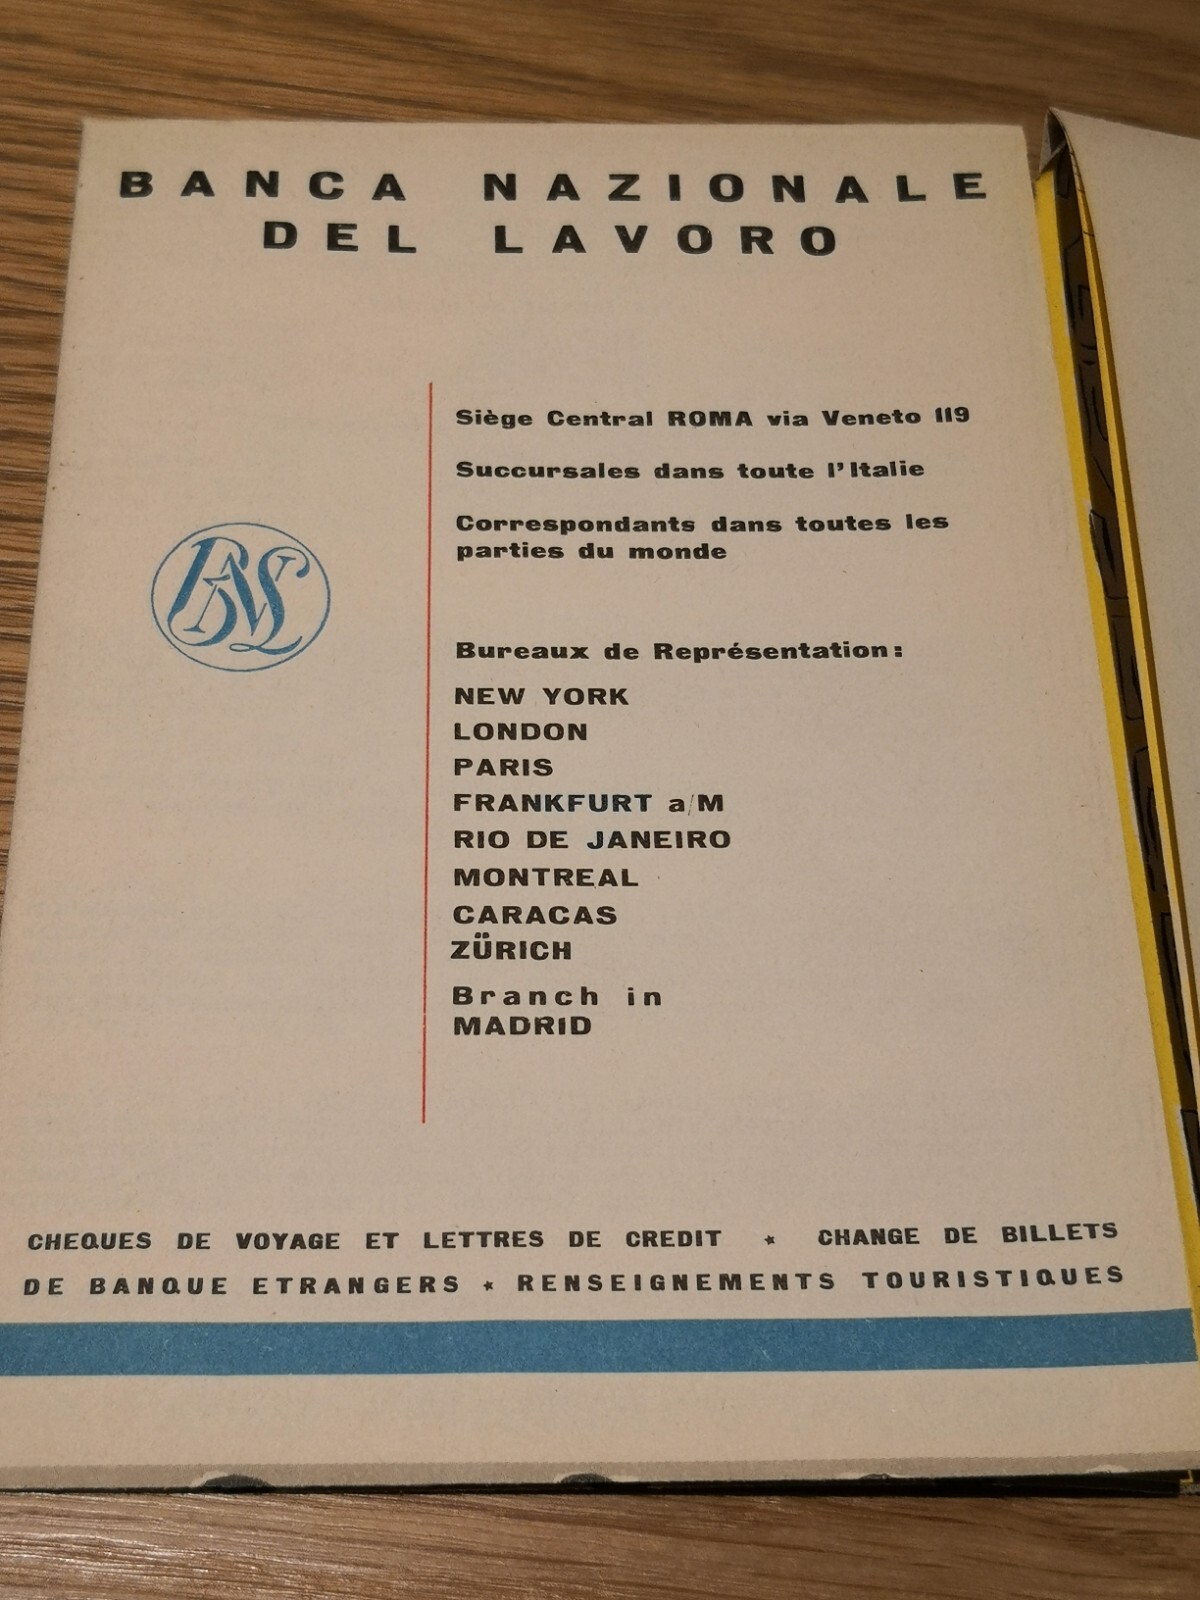 BANCA NAZIONALE
DEL LAVORO
Siège Central ROMA via Veneto 119
Succursales dans toute l'Italie
Correspondants dans toutes les
parties du monde
BNL
Bureaux de Représentation:
NEW YORK
LONDON
PARIS
FRANKFURT a/M
RIO DE JANEIRO
MONTREAL
CARACAS
ZÜRICH
Branch in
MADRID
CHEQUES DE VOYAGE ET LETTRES DE CREDIT * CHANGE DE BILLETS
DE BANQUE ETRANGERS * RENSEIGNEMENTS TOURISTIQUES